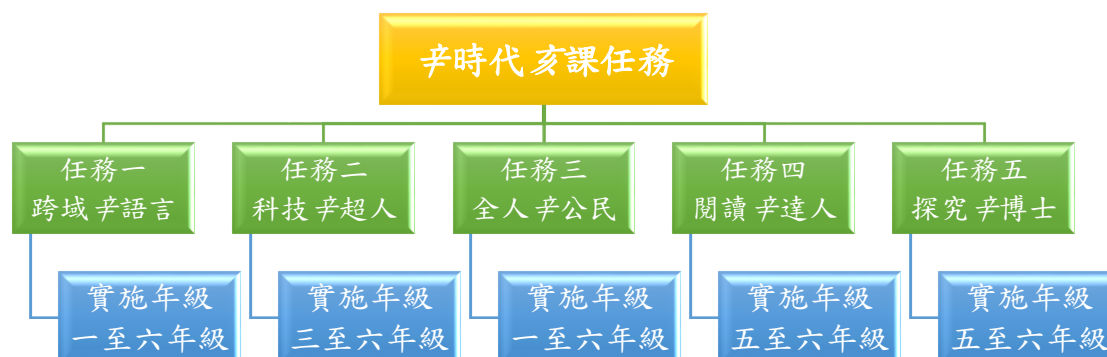 辛時代亥課任務
任務一
跨域辛語言
任務二
科技辛超人
任務三
全人辛公民
任務四
閱讀辛達人
任務五
探究辛博士
實施年級
一至六年級
實施年級
三至六年級
實施年級
一至六年級
實施年級
五至六年級
實施年級
五至六年級